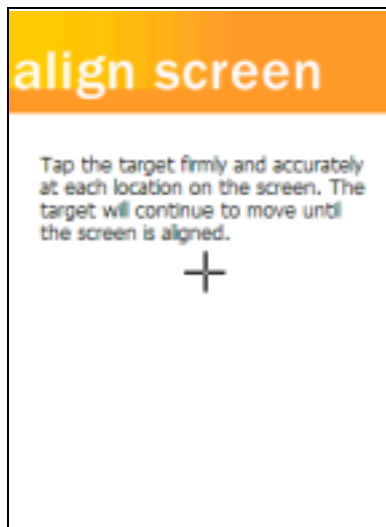 align screen
Tap the target firmly and accurately
at each location on the screen. The
target will continue to move until
the screen is aligned.